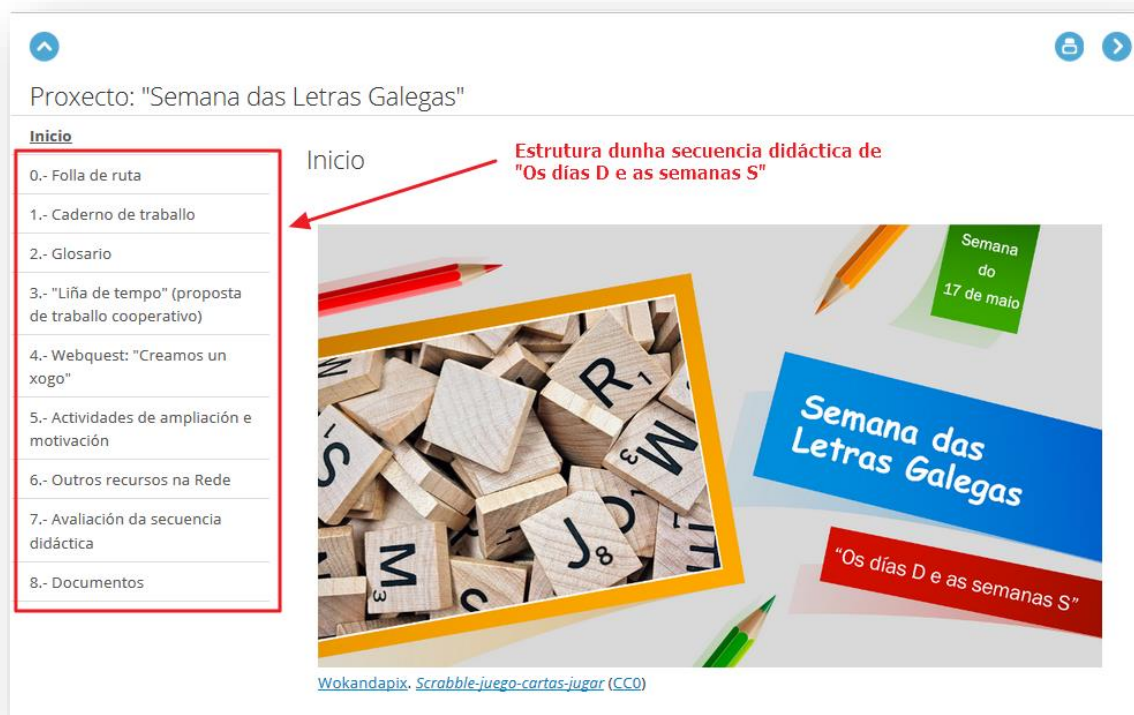 Proxecto: "Semana das Letras Galegas"
Inicio
0.- Folla de ruta
1.- Caderno de traballo
2.- Glosario
3.- "Liña de tempo" (proposta
de traballo cooperativo)
4.- Webquest: "Creamos un
xogo"
5.- Actividades de ampliación e
motivación
6.- Outros recursos na Rede
7.- Avaliación da secuencia
didáctica
8.- Documentos
Inicio
Estrutura dunha secuencia didáctica de
"Os días D e as semanas S"
Semana
do
17 de maio
Semana das
Letras Galegas
"Os días D e as semanas S"
R1
W
S
M
J8
M3
Wokandapix. Scrabble-juego-cartas-jugar (CC0)